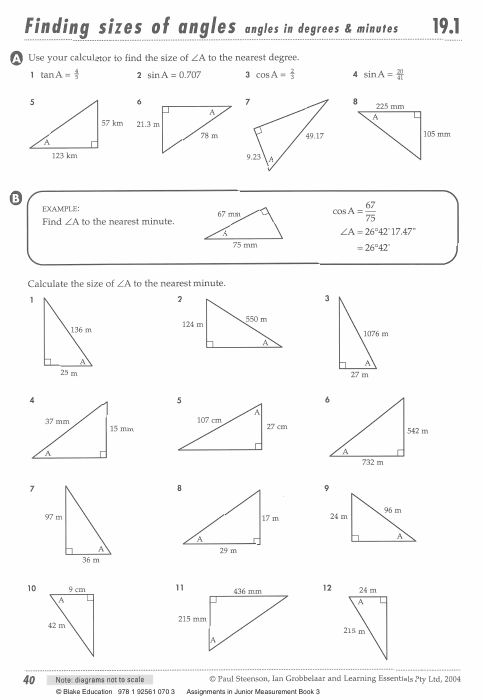 Finding sizes of angles angles in degrees & minutes 19.1
A Use your calculator to find the size of ∠A to the nearest degree.
1 tan A = 4/5 2 sin A = 0.707 3 cos A = 2/3 4 sin A = 20/41
5 6 7 8
57 km
A
123 km
21.3 m
A
78 m
49.17
9.23
A
225 mm
A
105 mm
B
EXAMPLE:
Find ∠A to the nearest minute.
67 mm
A
75 mm
cos A = 67/75
∠A = 26°42'17.47"
= 26°42'
Calculate the size of ∠A to the nearest minute.
1
136 m
A
25 m
2
124 m
550 m
A
3
1076 m
A
27 m
4
37 mm
15 mm
A
5
107 cm
A
27 cm
6
542 m
A
732 m
7
97 m
A
36 m
8
17 m
A
29 m
9
24 m
96 m
A
10
9 cm
A
42 m
11
436 mm
215 mm
A
12
24 m
A
215 m
40 Note: diagrams not to scale © Paul Steenson, Ian Grobbelaar and Learning Essentials Pty Ltd, 2004
© Blake Education 978 1 92561 070 3 Assignments in Junior Measurement Book 3